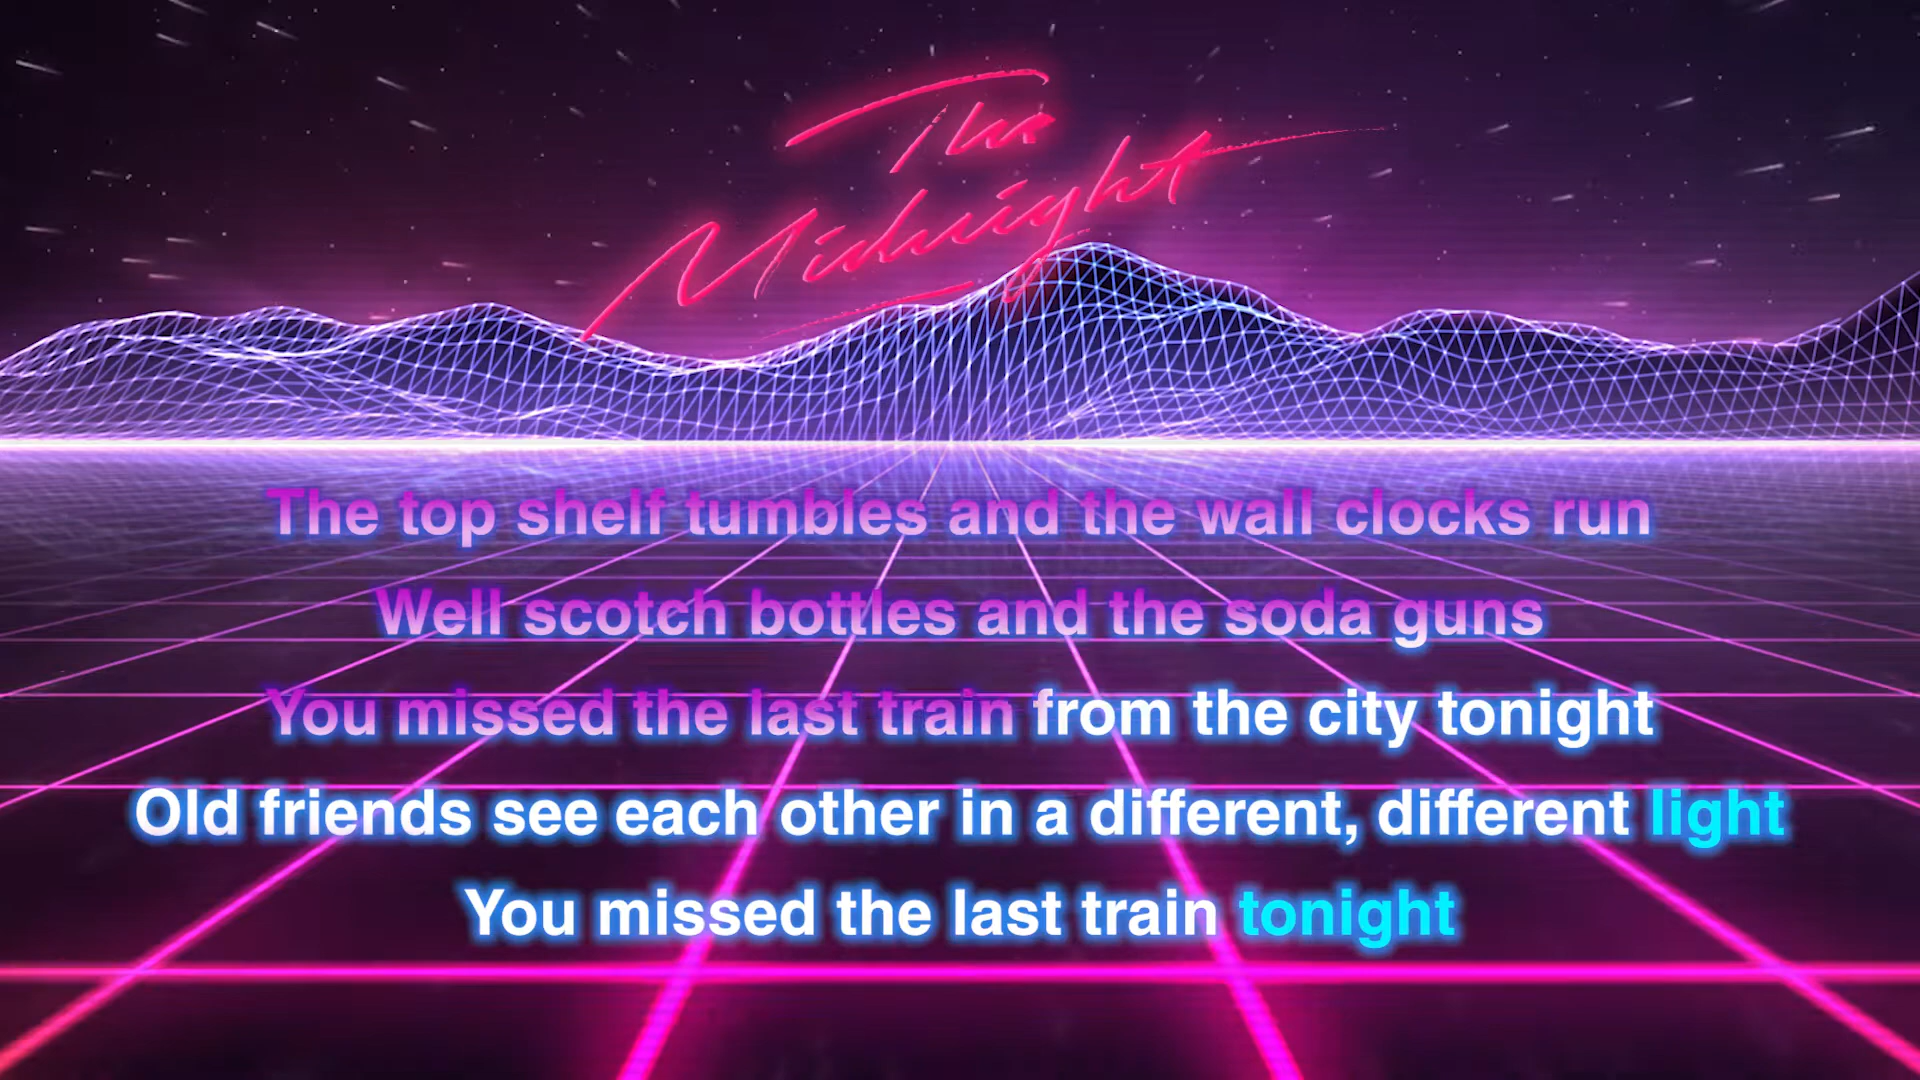 The
Midnight
The top shelf tumbles and the wall clocks run
Well scotch bottles and the soda guns
You missed the last train from the city tonight
Old friends see each other in a different, different light
You missed the last train tonight